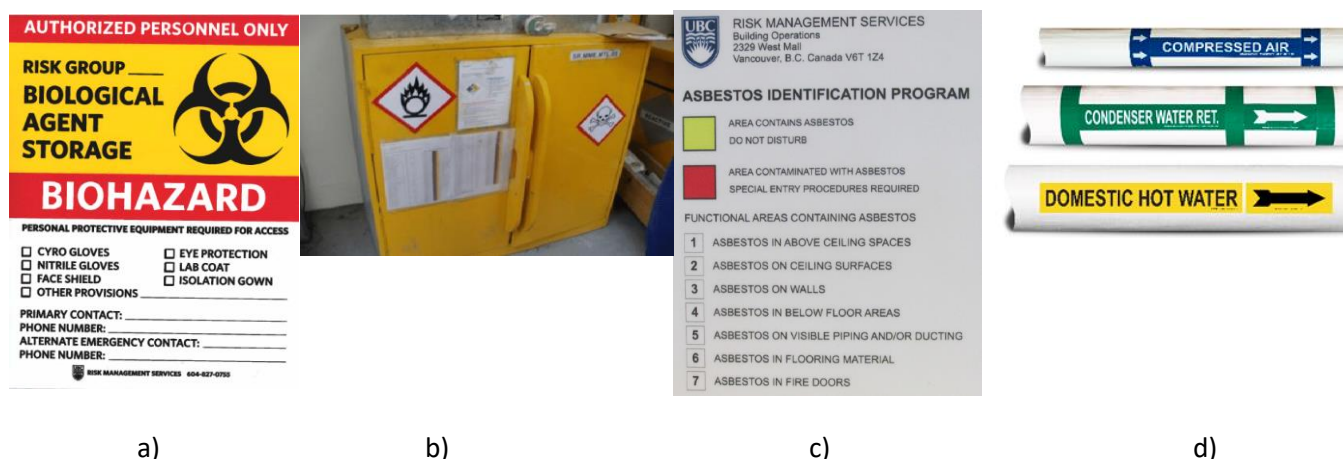 AUTHORIZED PERSONNEL ONLY
RISK GROUP ____
BIOLOGICAL
AGENT
STORAGE
BIOHAZARD
PERSONAL PROTECTIVE EQUIPMENT REQUIRED FOR ACCESS
CYRO GLOVES
NITRILE GLOVES
FACE SHIELD
OTHER PROVISIONS
EYE PROTECTION
LAB COAT
ISOLATION GOWN
PRIMARY CONTACT:
PHONE NUMBER:
ALTERNATE EMERGENCY CONTACT:
PHONE NUMBER:
RISK MANAGEMENT SERVICES
UBC
RISK MANAGEMENT SERVICES
Building Operations
2329 West Mall
Vancouver, B.C. Canada V6T 1Z4
ASBESTOS IDENTIFICATION PROGRAM
AREA CONTAINS ASBESTOS
DO NOT DISTURB
AREA CONTAMINATED WITH ASBESTOS
SPECIAL ENTRY PROCEDURES REQUIRED
FUNCTIONAL AREAS CONTAINING ASBESTOS
1 ASBESTOS IN ABOVE CEILING SPACES
2 ASBESTOS ON CEILING SURFACES
3 ASBESTOS ON WALLS
4 ASBESTOS IN BELOW FLOOR AREAS
5 ASBESTOS ON VISIBLE PIPING AND/OR DUCTING
6 ASBESTOS IN FLOORING MATERIAL
7 ASBESTOS IN FIRE DOORS
COMPRESSED AIR
CONDENSER WATER RET.
DOMESTIC HOT WATER
a)
b)
c)
d)